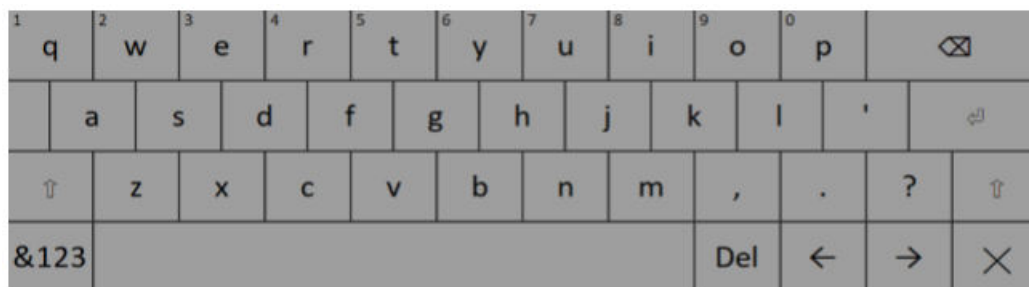 1 q 2 w 3 e 4 r 5 t 6 y 7 u 8 i 9 o 0 p ⌫
a s d f g h j k l ' ⏎
⇧ z x c v b n m , . ? ⇧
&123 Del ← → ×